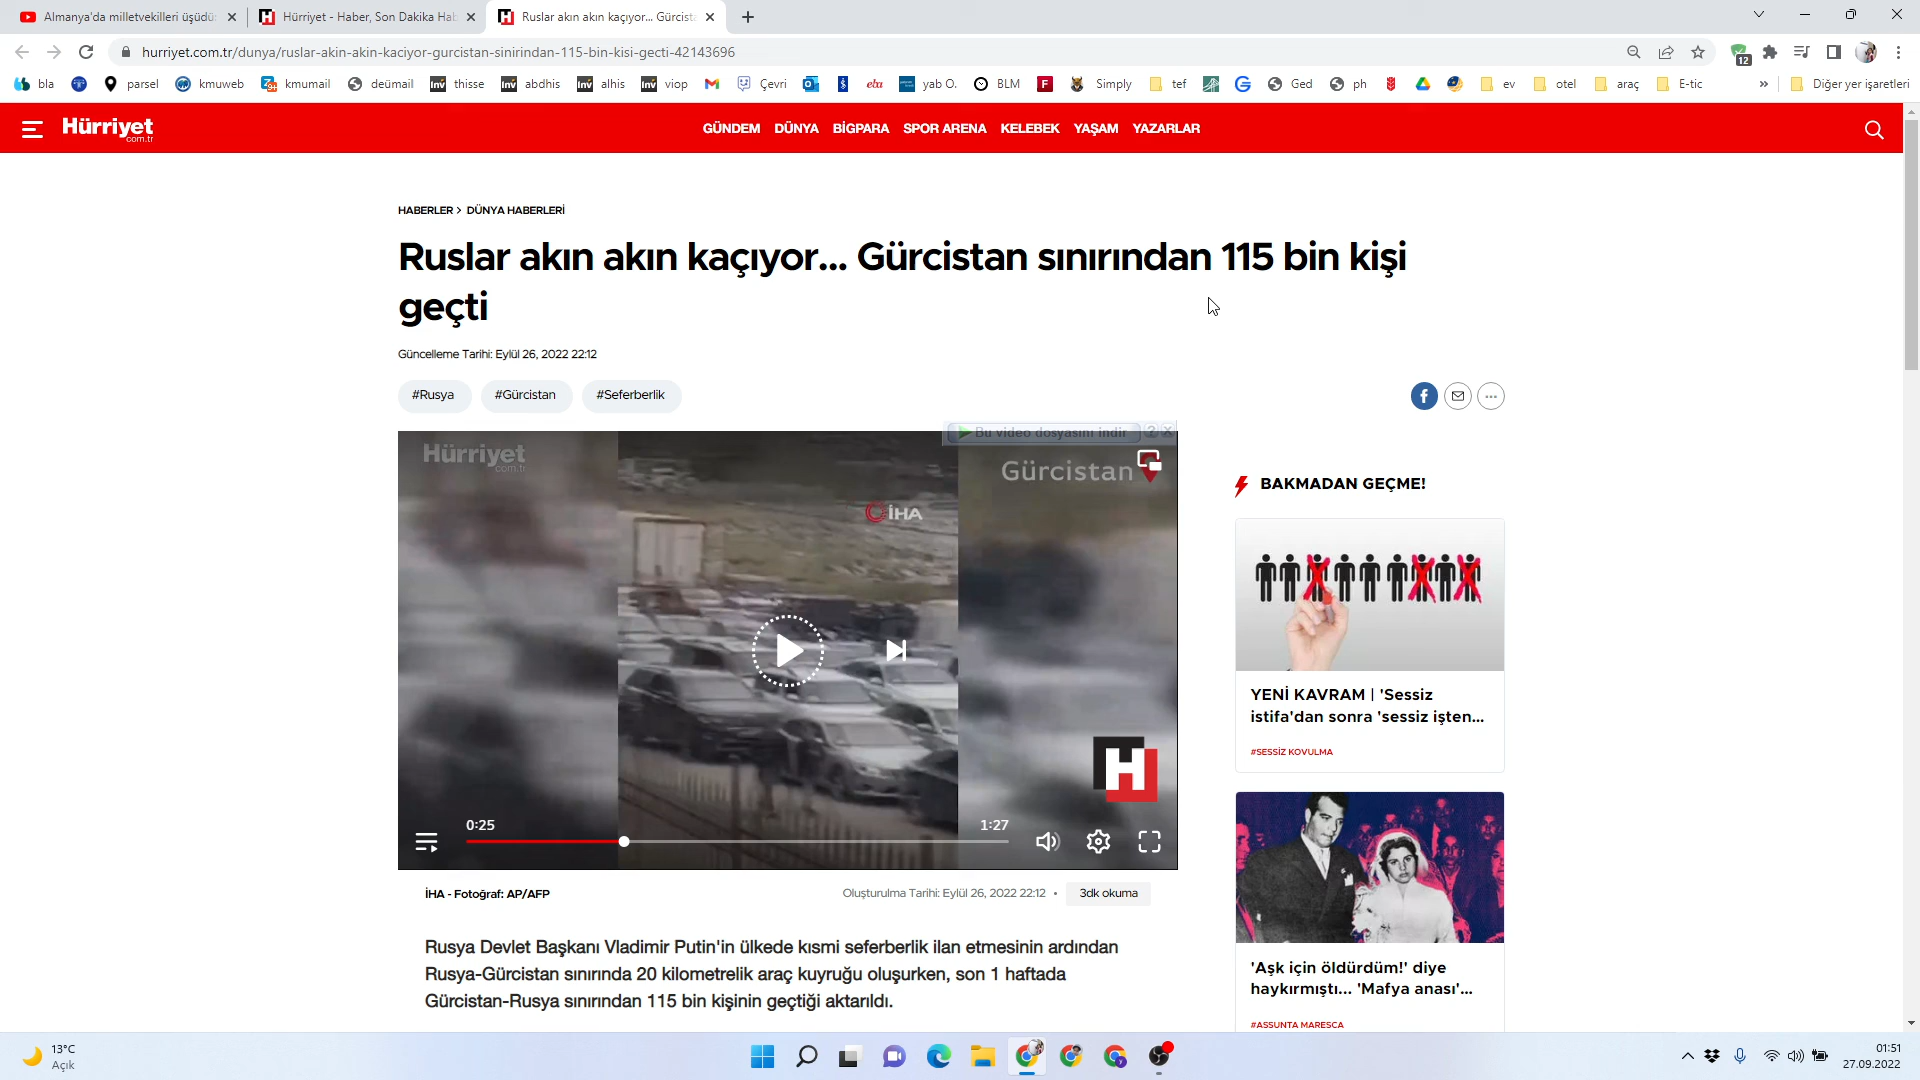 Almanya'da milletvekilleri üşüdü:
Hürriyet - Haber, Son Dakika Hab
Ruslar akın akın kaçıyor... Gürcist
hurriyet.com.tr/dunya/ruslar-akin-akin-kaciyor-gurcistan-sinirindan-115-bin-kisi-gecti-42143696
12
bla
parsel
kmuweb
kmumail
deümail
thisse
abdhis
alhis
viop
Çevri
eba
yab O.
BLM
Simply
tef
Ged
ph
ev
otel
araç
E-tic
»
Diğer yer işaretleri
Hürriyet
com.tr
GÜNDEM DÜNYA BİGPARA SPOR ARENA KELEBEK YAŞAM YAZARLAR
HABERLER > DÜNYA HABERLERİ
Ruslar akın akın kaçıyor... Gürcistan sınırından 115 bin kişi
geçti
Güncelleme Tarihi: Eylül 26, 2022 22:12
#Rusya
#Gürcistan
#Seferberlik
Bu video dosyasını indir
Hürriyet
com.tr
Gürcistan
İHA
H
0:25
1:27
İHA - Fotoğraf: AP/AFP
Oluşturulma Tarihi: Eylül 26, 2022 22:12 •
3dk okuma
Rusya Devlet Başkanı Vladimir Putin'in ülkede kısmi seferberlik ilan etmesinin ardından
Rusya-Gürcistan sınırında 20 kilometrelik araç kuyruğu oluşurken, son 1 haftada
Gürcistan-Rusya sınırından 115 bin kişinin geçtiği aktarıldı.
BAKMADAN GEÇME!
YENİ KAVRAM | 'Sessiz
istifa'dan sonra 'sessiz işten...
#SESSİZ KOVULMA
'Aşk için öldürdüm!' diye
haykırmıştı... 'Mafya anası'...
#ASSUNTA MARESCA
13°C
Açık
01:51
27.09.2022